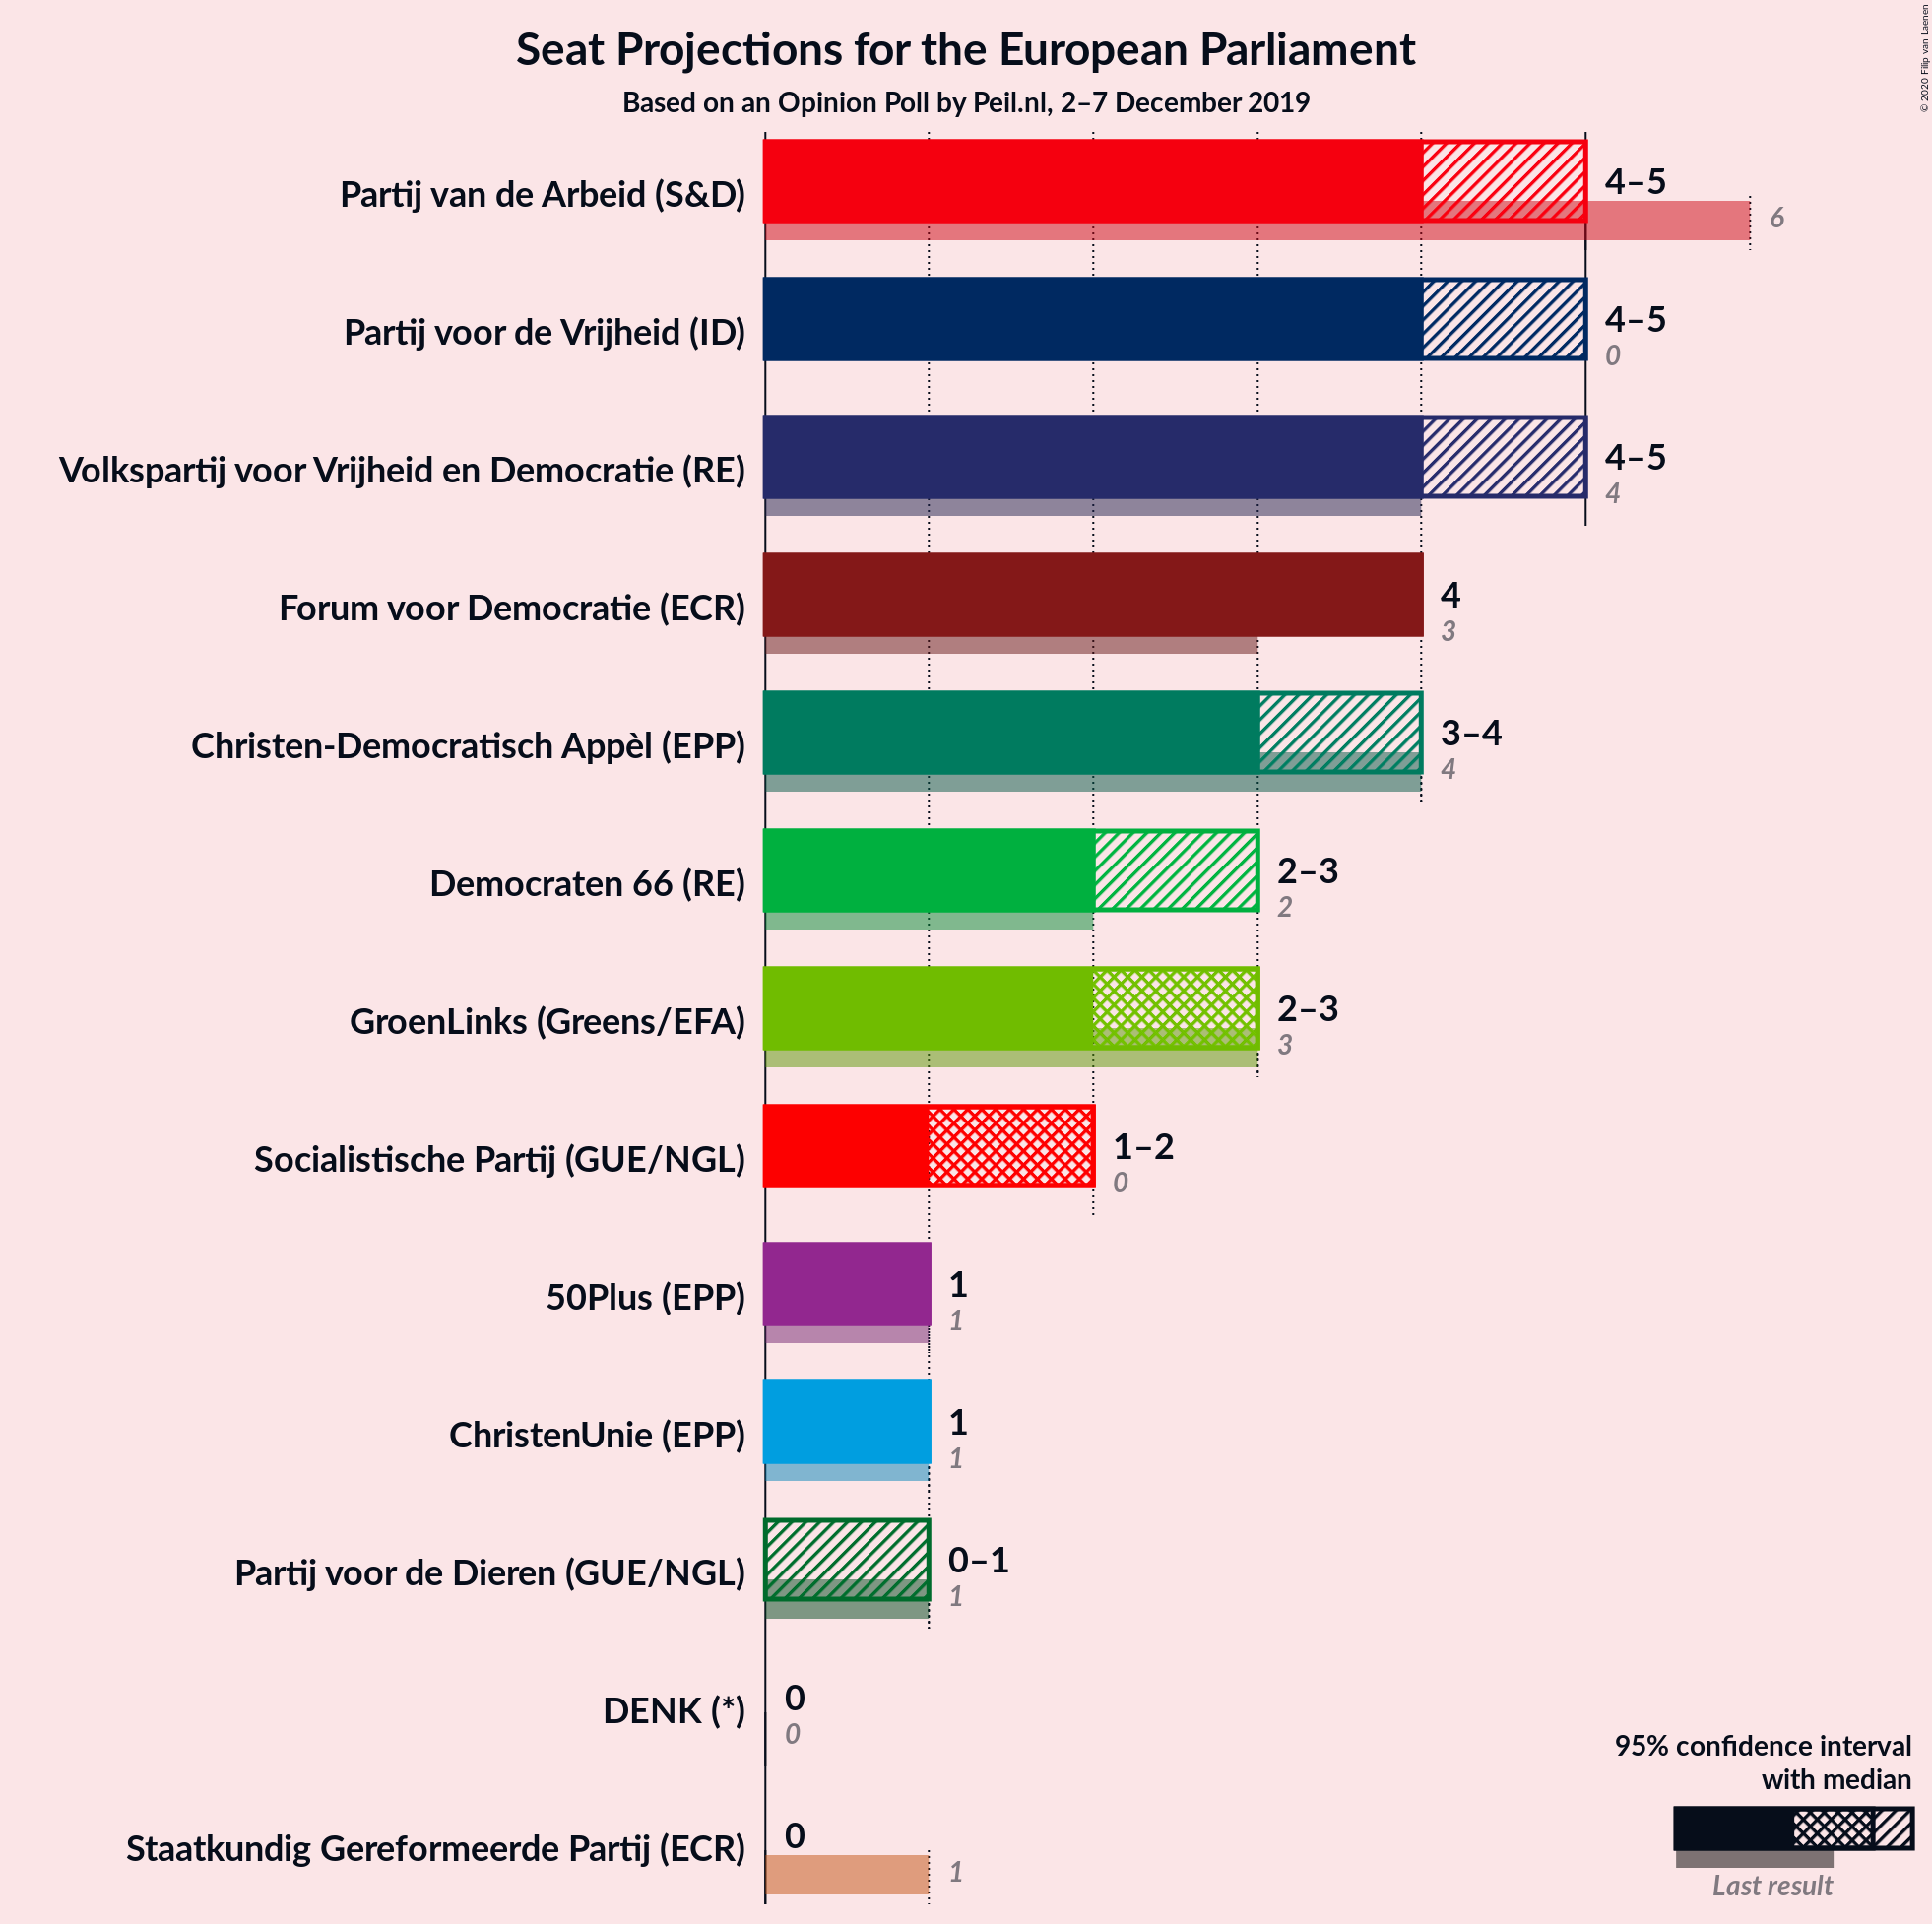 Seat Projections for the European Parliament
Based on an Opinion Poll by Peil.nl, 2–7 December 2019
© 2020 Filip van Laenen
Partij van de Arbeid (S&D)
4–5
6
Partij voor de Vrijheid (ID)
4–5
0
Volkspartij voor Vrijheid en Democratie (RE)
4–5
4
Forum voor Democratie (ECR)
4
3
Christen-Democratisch Appèl (EPP)
3–4
4
Democraten 66 (RE)
2–3
2
GroenLinks (Greens/EFA)
2–3
3
Socialistische Partij (GUE/NGL)
1–2
0
50Plus (EPP)
1
1
ChristenUnie (EPP)
1
1
Partij voor de Dieren (GUE/NGL)
0–1
1
DENK (*)
0
0
Staatkundig Gereformeerde Partij (ECR)
0
1
95% confidence interval
with median
Last result